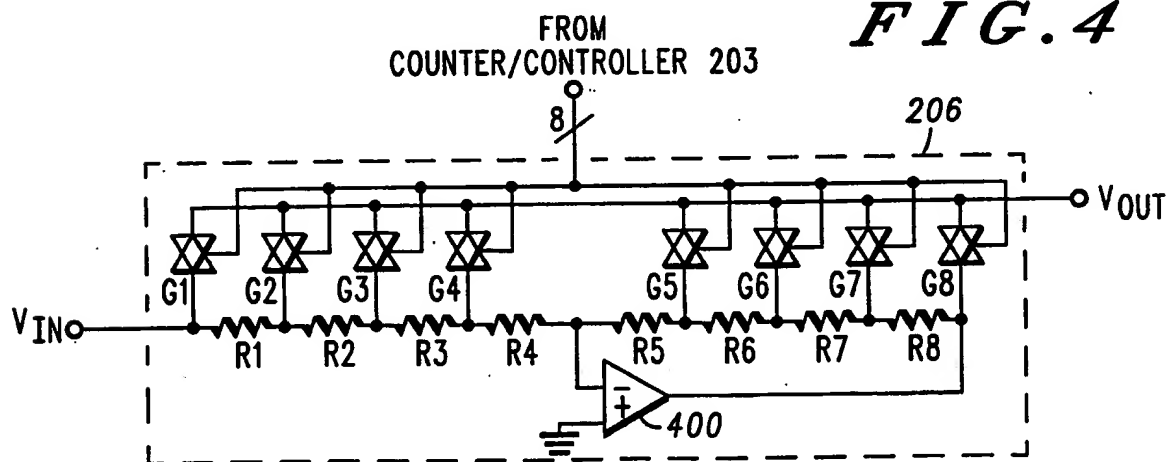 FIG. 4
FROM
COUNTER/CONTROLLER 203
8
206
VOUT
G1 G2 G3 G4 G5 G6 G7 G8
VIN
R1 R2 R3 R4 R5 R6 R7 R8
−
+
400